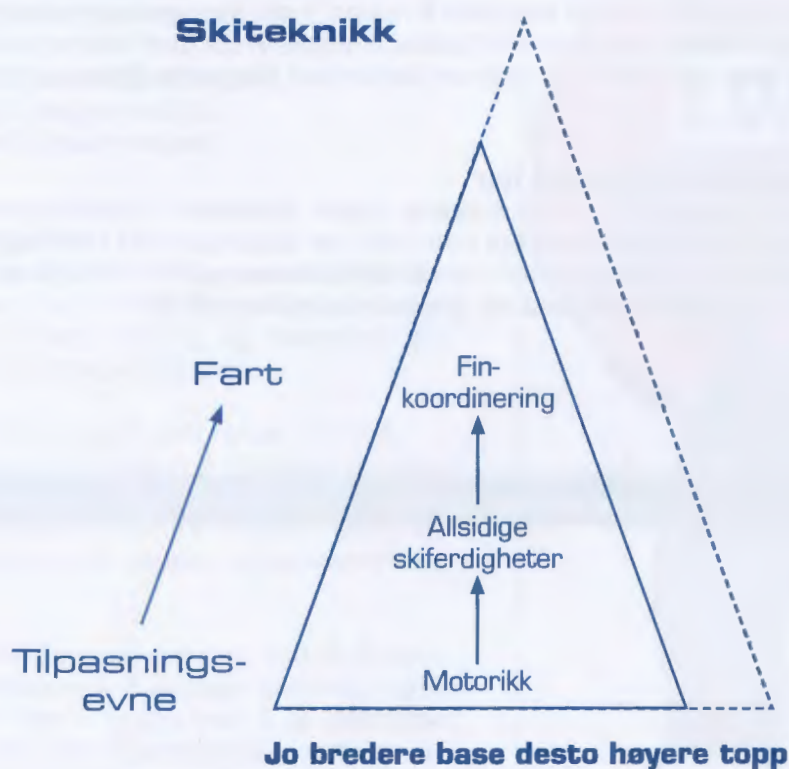 Skiteknikk
Fart
Tilpasnings-
evne
Fin-
koordinering
Allsidige
skiferdigheter
Motorikk
Jo bredere base desto høyere topp